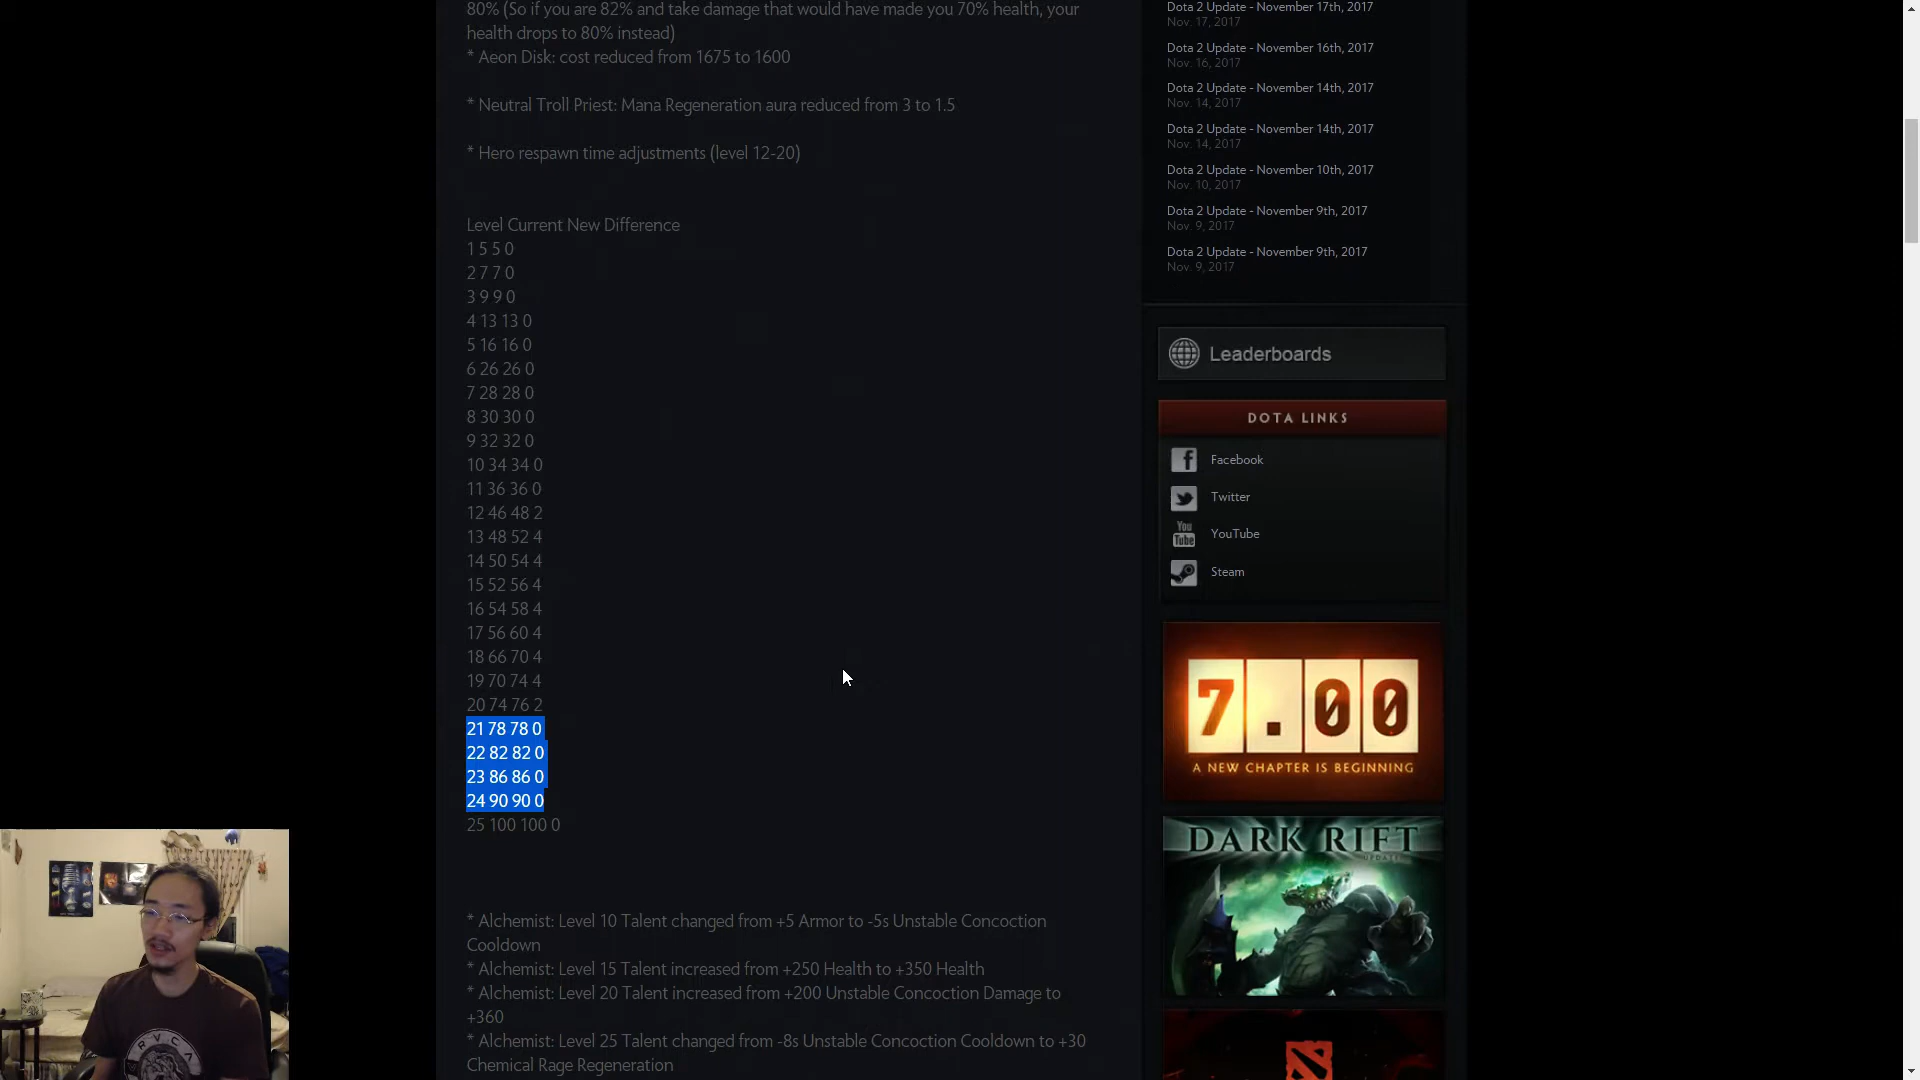 80% (So if you are 82% and take damage that would have made you 70% health, your
health drops to 80% instead)
* Aeon Disk: cost reduced from 1675 to 1600
* Neutral Troll Priest: Mana Regeneration aura reduced from 3 to 1.5
* Hero respawn time adjustments (level 12-20)
Level Current New Difference
1 5 5 0
2 7 7 0
3 9 9 0
4 13 13 0
5 16 16 0
6 26 26 0
7 28 28 0
8 30 30 0
9 32 32 0
10 34 34 0
11 36 36 0
12 46 48 2
13 48 52 4
14 50 54 4
15 52 56 4
16 54 58 4
17 56 60 4
18 66 70 4
19 70 74 4
20 74 76 2
21 78 78 0
22 82 82 0
23 86 86 0
24 90 90 0
25 100 100 0
* Alchemist: Level 10 Talent changed from +5 Armor to -5s Unstable Concoction
Cooldown
* Alchemist: Level 15 Talent increased from +250 Health to +350 Health
* Alchemist: Level 20 Talent increased from +200 Unstable Concoction Damage to
+360
* Alchemist: Level 25 Talent changed from -8s Unstable Concoction Cooldown to +30
Chemical Rage Regeneration
Dota 2 Update - November 17th, 2017
Nov. 17, 2017
Dota 2 Update - November 16th, 2017
Nov. 16, 2017
Dota 2 Update - November 14th, 2017
Nov. 14, 2017
Dota 2 Update - November 14th, 2017
Nov. 14, 2017
Dota 2 Update - November 10th, 2017
Nov. 10, 2017
Dota 2 Update - November 9th, 2017
Nov. 9, 2017
Dota 2 Update - November 9th, 2017
Nov. 9, 2017
Leaderboards
DOTA LINKS
Facebook
Twitter
You
Tube
YouTube
Steam
7.00
A NEW CHAPTER IS BEGINNING
DARK RIFT
UPDATE
RVCA